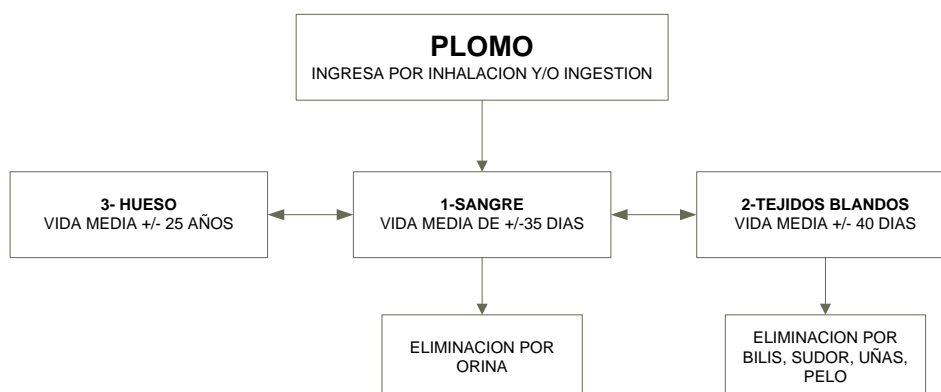 PLOMO
INGRESA POR INHALACION Y/O INGESTION
3- HUESO
VIDA MEDIA +/- 25 AÑOS
1-SANGRE
VIDA MEDIA DE +/-35 DIAS
2-TEJIDOS BLANDOS
VIDA MEDIA +/- 40 DIAS
ELIMINACION POR
ORINA
ELIMINACION POR
BILIS, SUDOR, UÑAS,
PELO